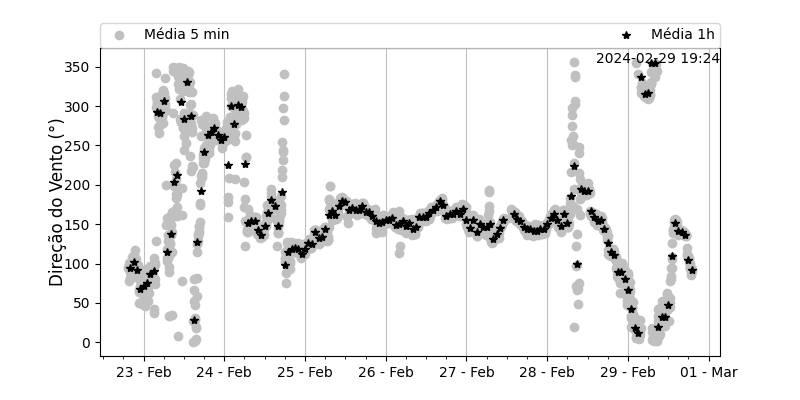 Média 5 min
Média 1h
2024-02-29 19:24
Direção do Vento (°)
350
300
250
200
150
100
50
0
23 - Feb
24 - Feb
25 - Feb
26 - Feb
27 - Feb
28 - Feb
29 - Feb
01 - Mar